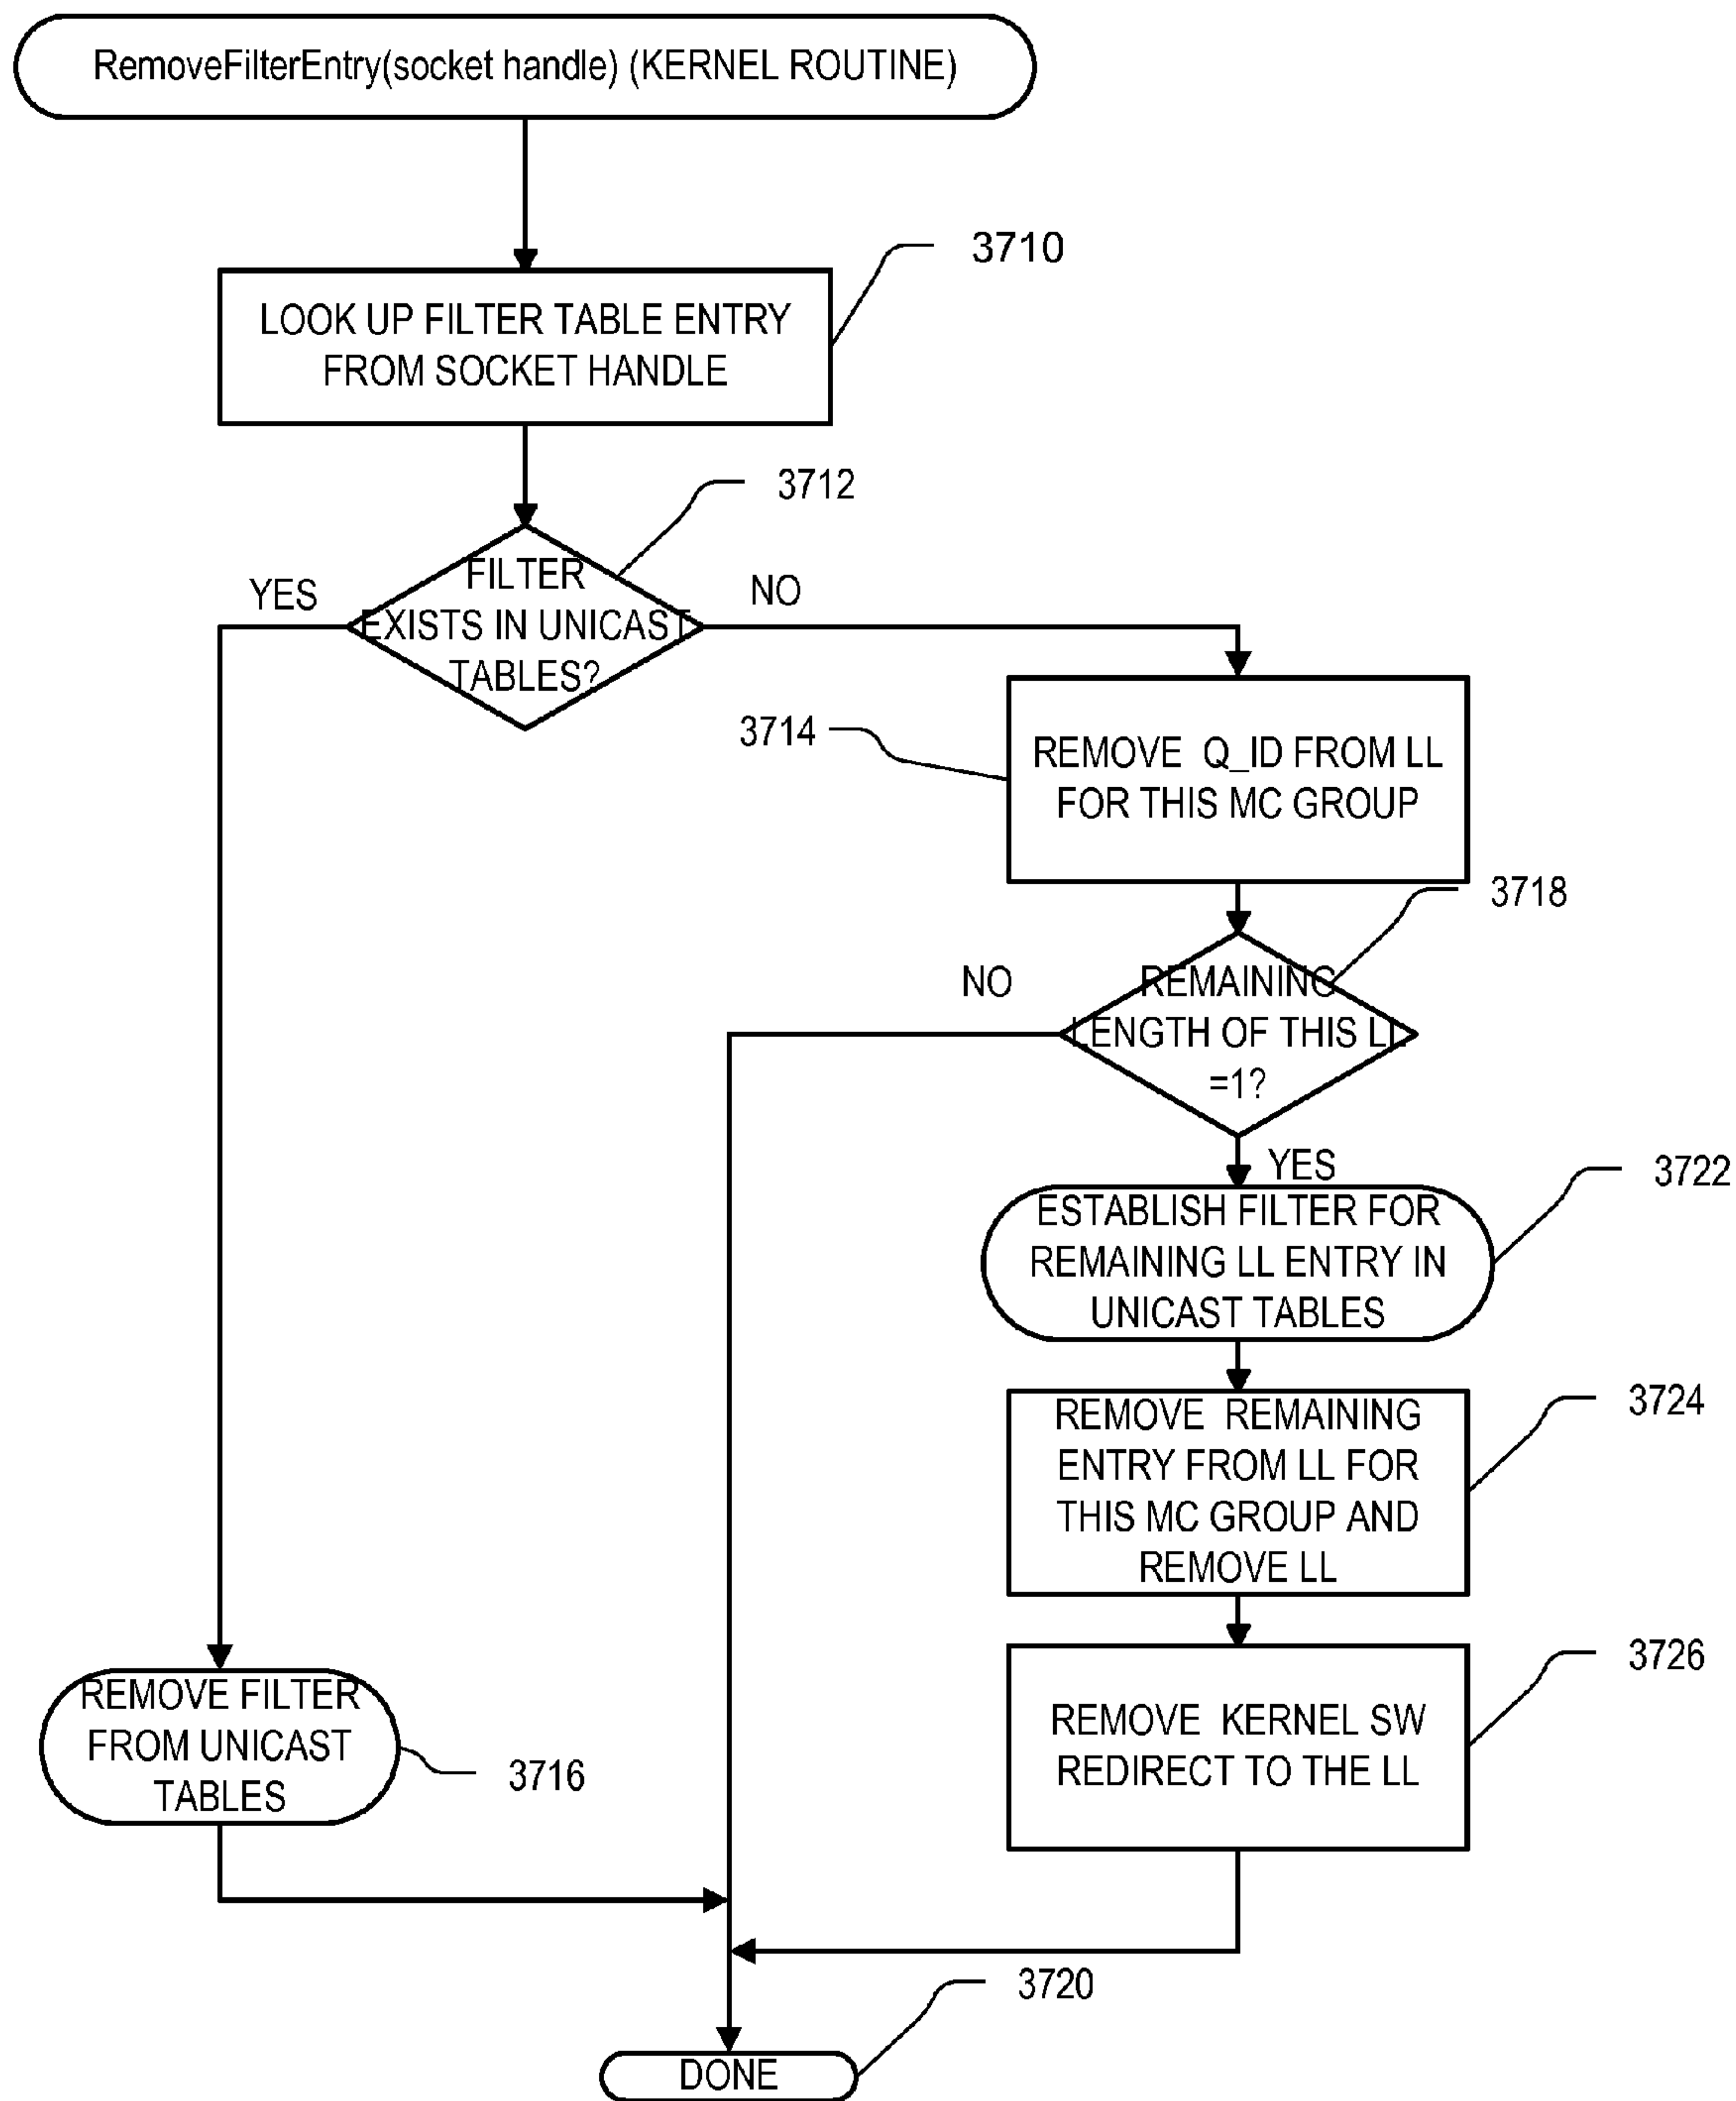 RemoveFilterEntry(socket handle) (KERNEL ROUTINE)
3710
LOOK UP FILTER TABLE ENTRY
FROM SOCKET HANDLE
3712
FILTER
EXISTS IN UNICAST
TABLES?
YES
NO
3714
REMOVE Q_ID FROM LL
FOR THIS MC GROUP
3718
REMAINING
LENGTH OF THIS LL
=1?
NO
YES
3722
ESTABLISH FILTER FOR
REMAINING LL ENTRY IN
UNICAST TABLES
3724
REMOVE REMAINING
ENTRY FROM LL FOR
THIS MC GROUP AND
REMOVE LL
3726
REMOVE KERNEL SW
REDIRECT TO THE LL
REMOVE FILTER
FROM UNICAST
TABLES
3716
3720
DONE